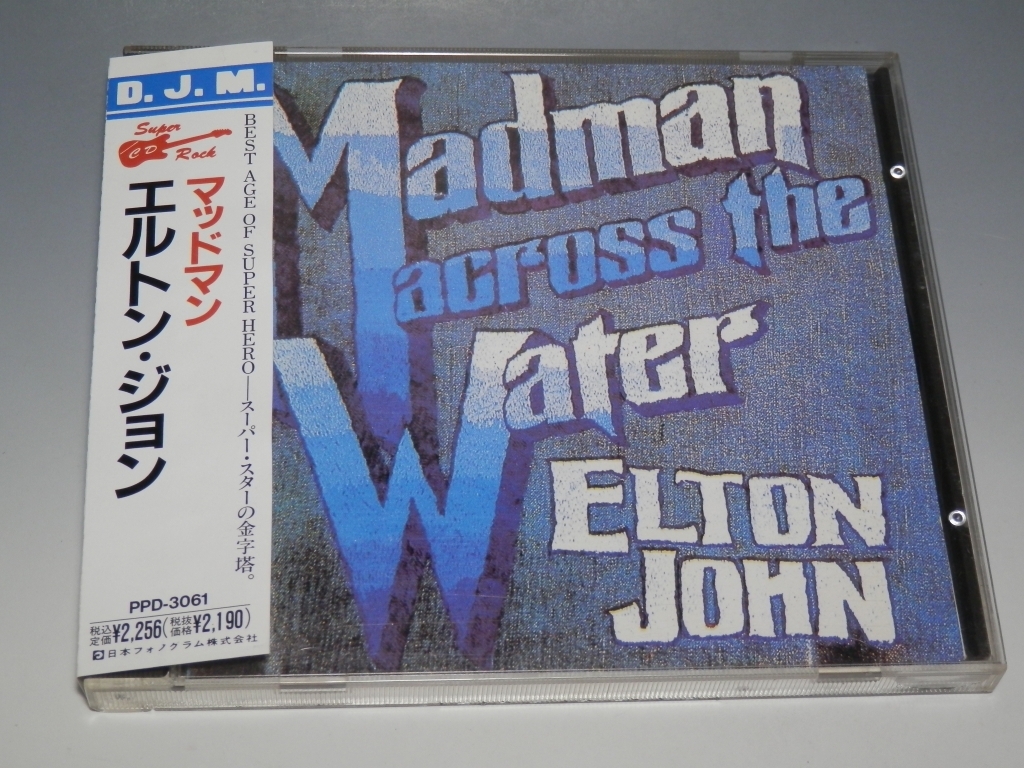 D. J. M.
Super
CD Rock
BEST AGE OF SUPER HERO—スーパー・スターの金字塔。
マッドマン
エルトン・ジョン
PPD-3061
税込定価¥2,256(税抜価格¥2,190)
日本フォノグラム株式会社
Madman
across the
Water
ELTON
JOHN